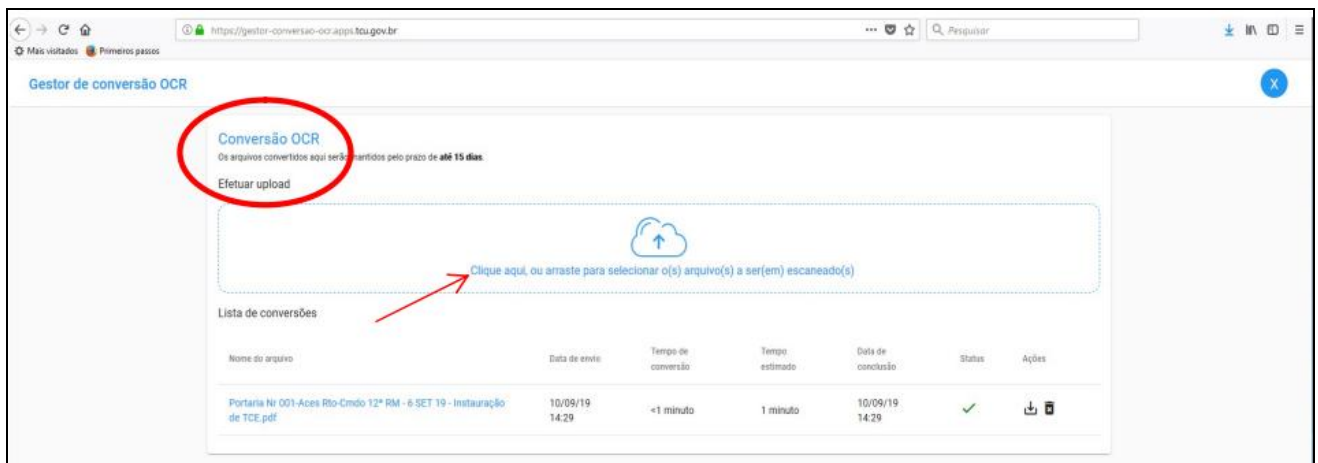 https://gestor-conversao-ocr.apps.tcu.gov.br
Pesquisar
Mais visitados Primeiros passos
Gestor de conversão OCR
X
Conversão OCR
Os arquivos convertidos aqui serão mantidos pelo prazo de até 15 dias.
Efetuar upload
Clique aqui, ou arraste para selecionar o(s) arquivo(s) a ser(em) escaneado(s)
Lista de conversões
Nome do arquivo Data de envio Tempo de conversão Tempo estimado Data de conclusão Status Ações
Portaria Nr 001-Aces Rto-Cmdo 12ª RM - 6 SET 19 - Instauração de TCE.pdf
10/09/19 14:29 <1 minuto 1 minuto 10/09/19 14:29